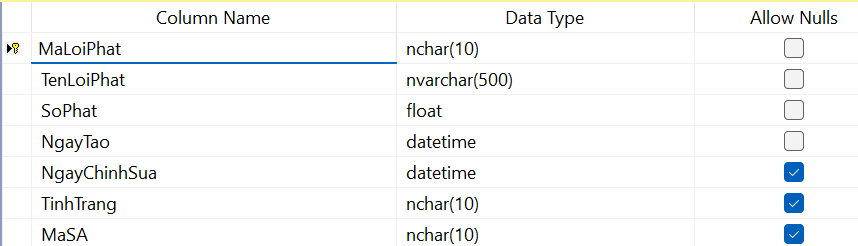 Column Name Data Type Allow Nulls
MaLoiPhat nchar(10)
TenLoiPhat nvarchar(500)
SoPhat float
NgayTao datetime
NgayChinhSua datetime
TinhTrang nchar(10)
MaSA nchar(10)